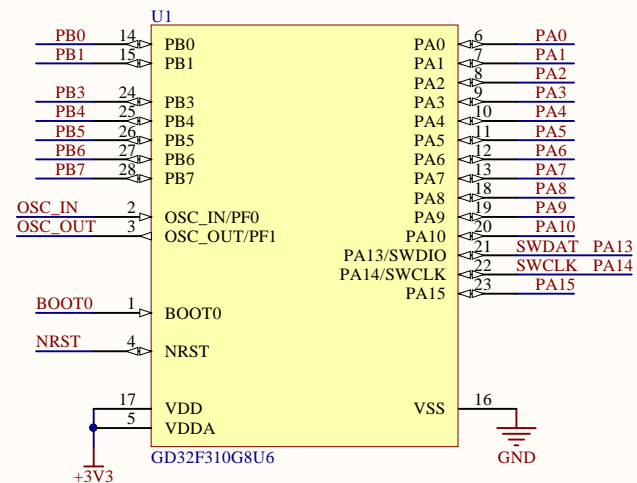 U1
PB0 14 PB0 PA0 6 PA0
PB1 15 PB1 PA1 7 PA1
PA2 8 PA2
PB3 24 PB3 PA3 9 PA3
PB4 25 PB4 PA4 10 PA4
PB5 26 PB5 PA5 11 PA5
PB6 27 PB6 PA6 12 PA6
PB7 28 PB7 PA7 13 PA7
PA8 18 PA8
OSC_IN 2 OSC_IN/PF0 PA9 19 PA9
OSC_OUT 3 OSC_OUT/PF1 PA10 20 PA10
PA13/SWDIO 21 SWDAT PA13
PA14/SWCLK 22 SWCLK PA14
PA15 23 PA15
BOOT0 1 BOOT0
NRST 4 NRST
17 VDD VSS 16
5 VDDA
GD32F310G8U6 GND
+3V3